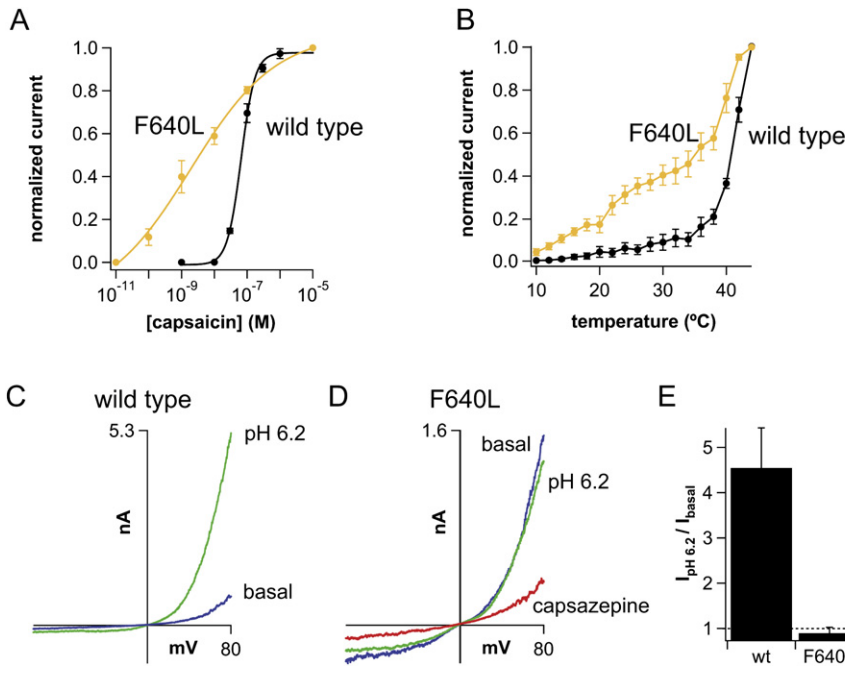 A
1.0
0.8
0.6
0.4
0.2
0.0
normalized current
F640L
wild type
10-11
10-9
10-7
10-5
[capsaicin] (M)
B
1.0
0.8
0.6
0.4
0.2
0.0
normalized current
F640L
wild type
10
20
30
40
temperature (ºC)
C
wild type
5.3
pH 6.2
nA
basal
mV
80
D
F640L
1.6
basal
pH 6.2
nA
capsazepine
mV
80
E
5
4
3
2
1
IpH 6.2 / Ibasal
wt
F640